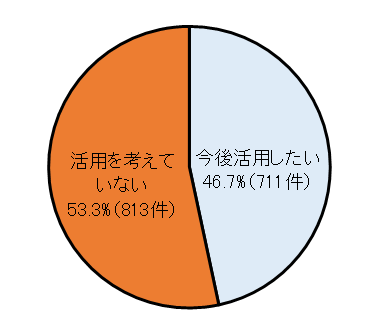 今後活用したい
46.7%(711件)
活用を考えて
いない
53.3%(813件)